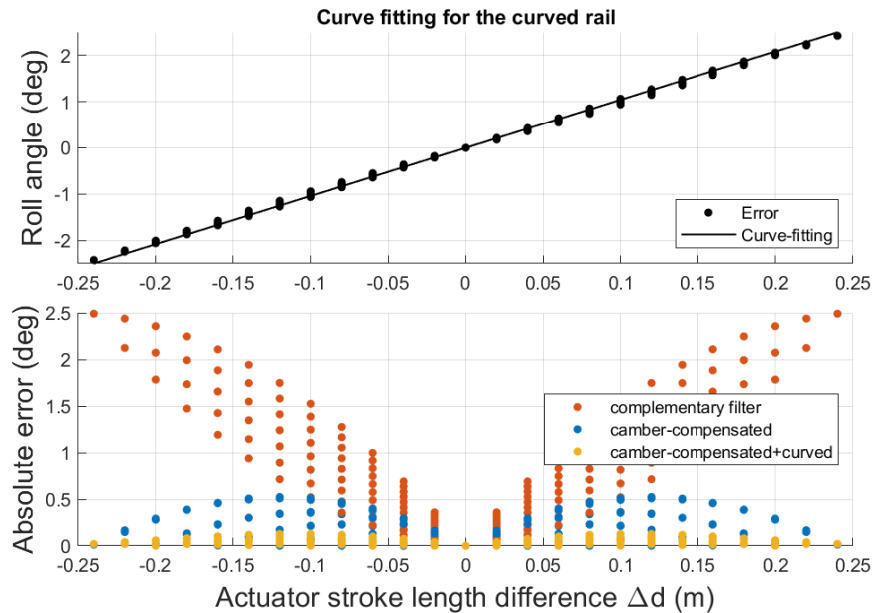 Curve fitting for the curved rail
Roll angle (deg)
2
1
0
-1
-2
Error
Curve-fitting
-0.25 -0.2 -0.15 -0.1 -0.05 0 0.05 0.1 0.15 0.2 0.25
Absolute error (deg)
2.5
2
1.5
1
0.5
0
complementary filter
camber-compensated
camber-compensated+curved
-0.25 -0.2 -0.15 -0.1 -0.05 0 0.05 0.1 0.15 0.2 0.25
Actuator stroke length difference Δd (m)